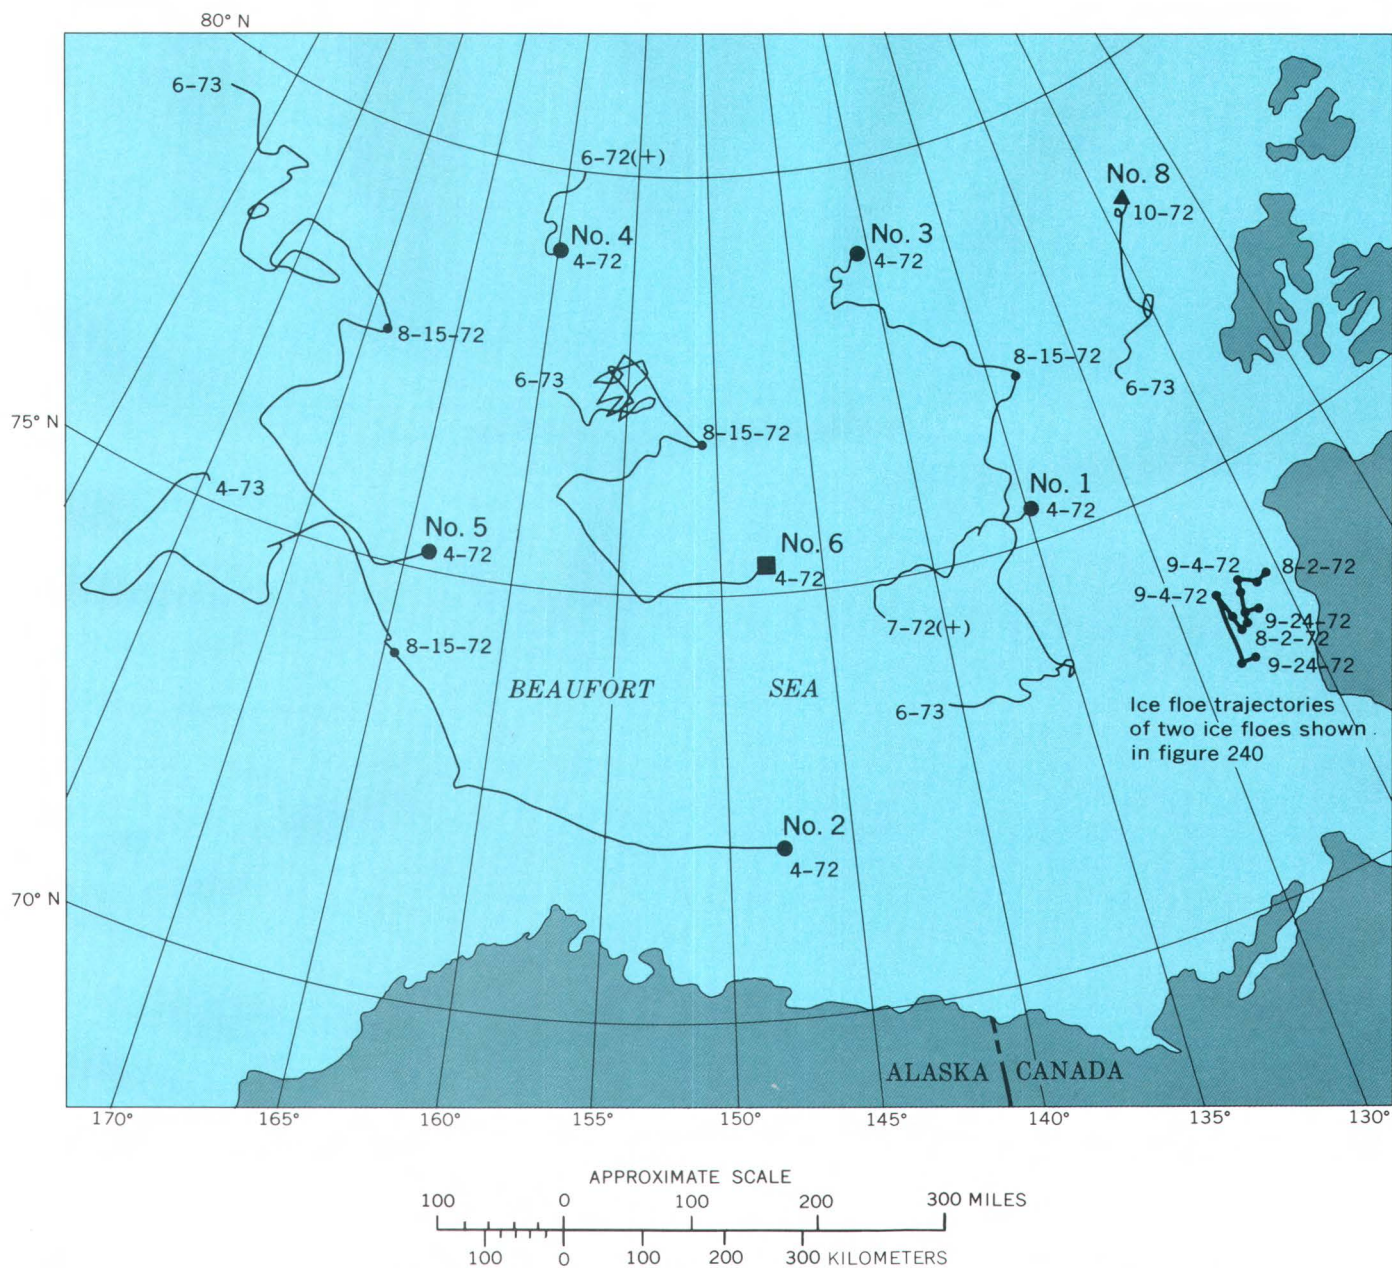 80° N
6-73
6-72(+)
No. 8
10-72
No. 4
4-72
No. 3
4-72
8-15-72
8-15-72
6-73
6-73
75° N
8-15-72
4-73
No. 1
4-72
No. 5
4-72
No. 6
4-72
9-4-72
8-2-72
9-4-72
9-24-72
7-72(+)
8-2-72
8-15-72
9-24-72
BEAUFORT SEA
6-73
Ice floe trajectories
of two ice floes shown
in figure 240
No. 2
4-72
70° N
ALASKA CANADA
170° 165° 160° 155° 150° 145° 140° 135° 130°
APPROXIMATE SCALE
100 0 100 200 300 MILES
100 0 100 200 300 KILOMETERS